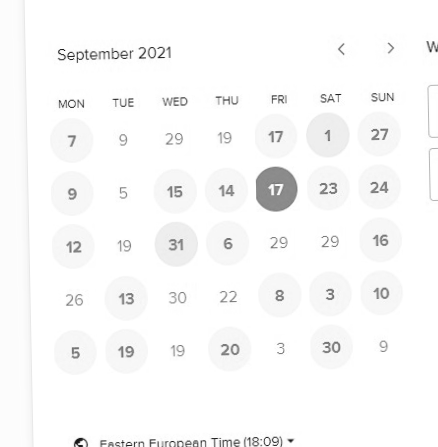 September 2021
W
MON TUE WED THU FRI SAT SUN
7 9 29 19 17 1 27
9 5 15 14 17 23 24
12 19 31 6 29 29 16
26 13 30 22 8 3 10
5 19 19 20 3 30 9
Eastern European Time (18:09)